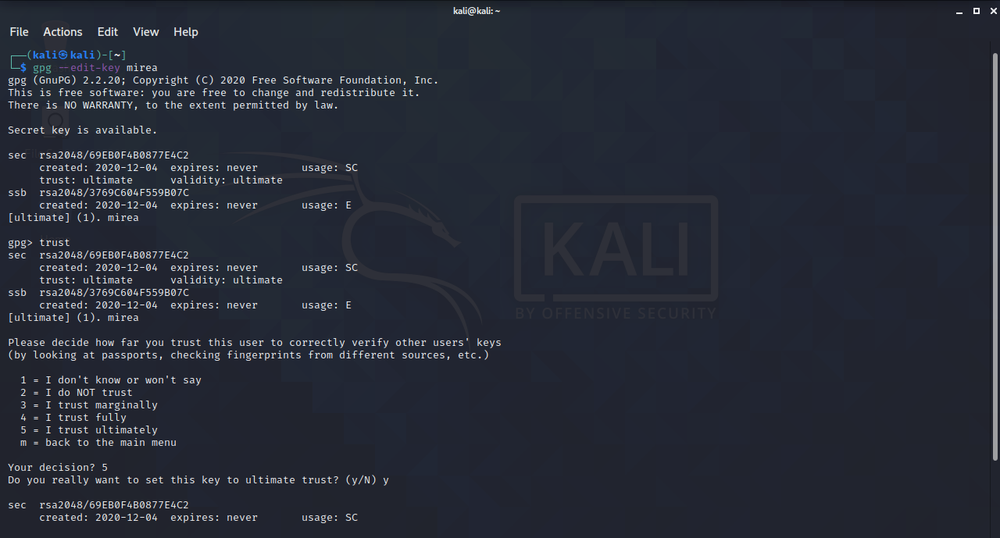 kali@kali: ~
File Actions Edit View Help
┌──(kali㉿kali)-[~]
└─$ gpg --edit-key mirea
gpg (GnuPG) 2.2.20; Copyright (C) 2020 Free Software Foundation, Inc.
This is free software: you are free to change and redistribute it.
There is NO WARRANTY, to the extent permitted by law.
Secret key is available.
sec  rsa2048/69EB0F4B0877E4C2
     created: 2020-12-04  expires: never       usage: SC
     trust: ultimate      validity: ultimate
ssb  rsa2048/3769C604F559B07C
     created: 2020-12-04  expires: never       usage: E
[ultimate] (1). mirea
gpg> trust
sec  rsa2048/69EB0F4B0877E4C2
     created: 2020-12-04  expires: never       usage: SC
     trust: ultimate      validity: ultimate
ssb  rsa2048/3769C604F559B07C
     created: 2020-12-04  expires: never       usage: E
[ultimate] (1). mirea
KALI
BY OFFENSIVE SECURITY
Please decide how far you trust this user to correctly verify other users' keys
(by looking at passports, checking fingerprints from different sources, etc.)
  1 = I don't know or won't say
  2 = I do NOT trust
  3 = I trust marginally
  4 = I trust fully
  5 = I trust ultimately
  m = back to the main menu
Your decision? 5
Do you really want to set this key to ultimate trust? (y/N) y
sec  rsa2048/69EB0F4B0877E4C2
     created: 2020-12-04  expires: never       usage: SC